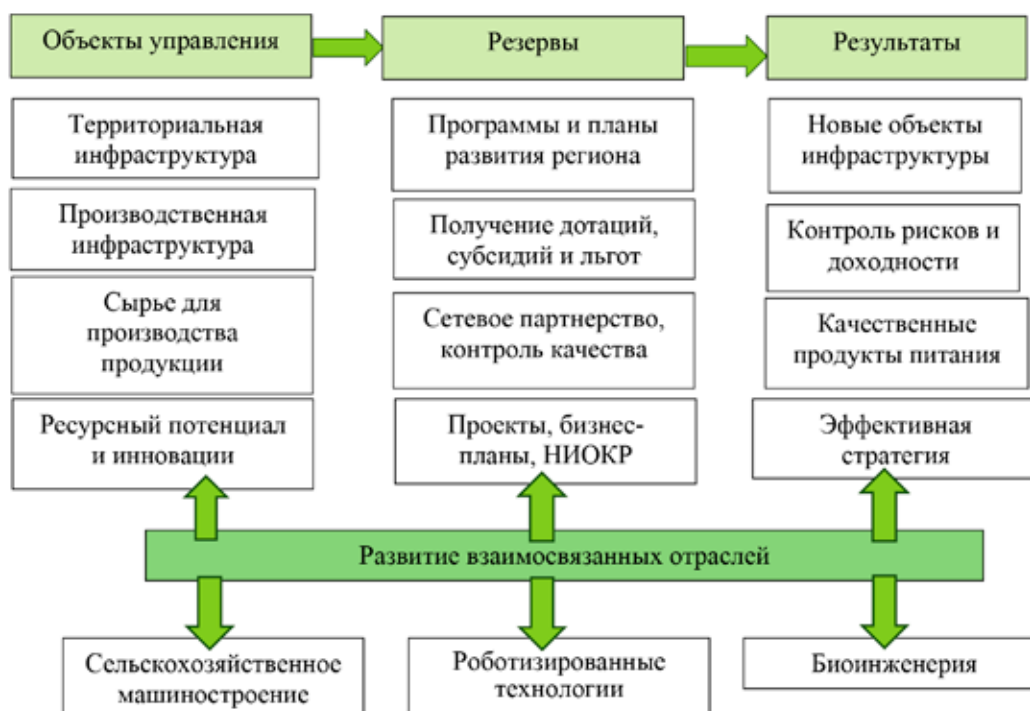 Объекты управления
Резервы
Результаты
Территориальная
инфраструктура
Программы и планы
развития региона
Новые объекты
инфраструктуры
Производственная
инфраструктура
Получение дотаций,
субсидий и льгот
Контроль рисков и
доходности
Сырье для
производства
продукции
Сетевое партнерство,
контроль качества
Качественные
продукты питания
Ресурсный потенциал
и инновации
Проекты, бизнес-
планы, НИОКР
Эффективная
стратегия
Развитие взаимосвязанных отраслей
Сельскохозяйственное
машиностроение
Роботизированные
технологии
Биоинженерия